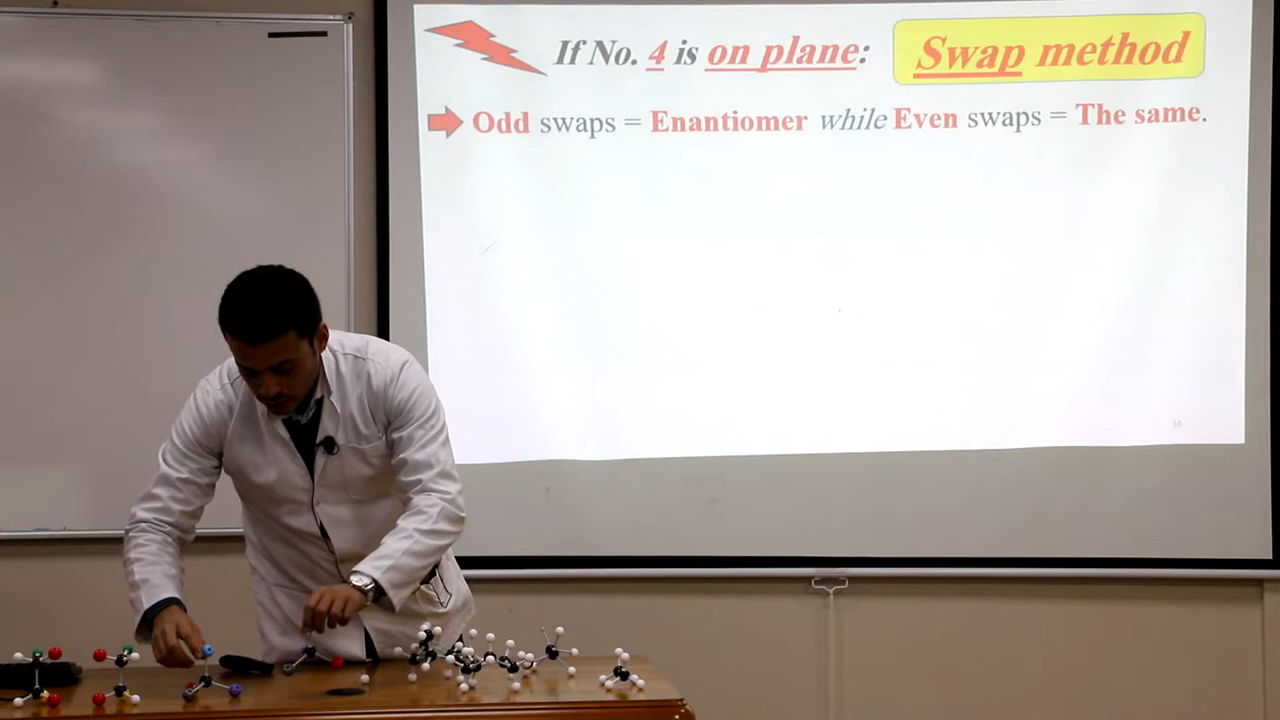 If No. 4 is on plane: Swap method
Odd swaps = Enantiomer while Even swaps = The same.